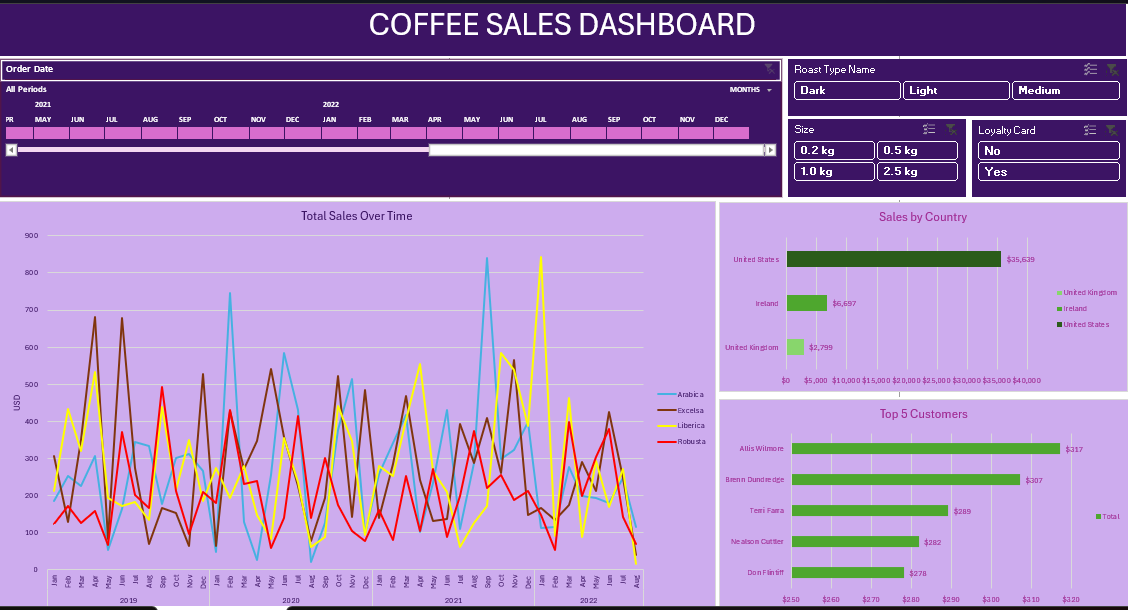 COFFEE SALES DASHBOARD
Order Date
All Periods MONTHS
2021 2022
PR MAY JUN JUL AUG SEP OCT NOV DEC JAN FEB MAR APR MAY JUN JUL AUG SEP OCT NOV DEC
Roast Type Name
Dark Light Medium
Size
0.2 kg 0.5 kg
1.0 kg 2.5 kg
Loyalty Card
No
Yes
Total Sales Over Time
USD
900
800
700
600
500
400
300
200
100
0
Jan Feb Mar Apr May Jun Jul Aug Sep Oct Nov Dec Jan Feb Mar Apr May Jun Jul Aug Sep Oct Nov Dec Jan Feb Mar Apr May Jun Jul Aug Sep Oct Nov Dec Jan Feb Mar Apr May Jun Jul Aug
2019 2020 2021 2022
Arabica
Excelsa
Liberica
Robusta
Sales by Country
United States $35,639
Ireland $6,697
United Kingdom $2,799
$0 $5,000 $10,000 $15,000 $20,000 $25,000 $30,000 $35,000 $40,000
United Kingdom
Ireland
United States
Top 5 Customers
Allis Wilmore $317
Brenn Dundredge $307
Terri Farra $289
Nealson Cuttler $282
Don Flintiff $278
$250 $260 $270 $280 $290 $300 $310 $320
Total